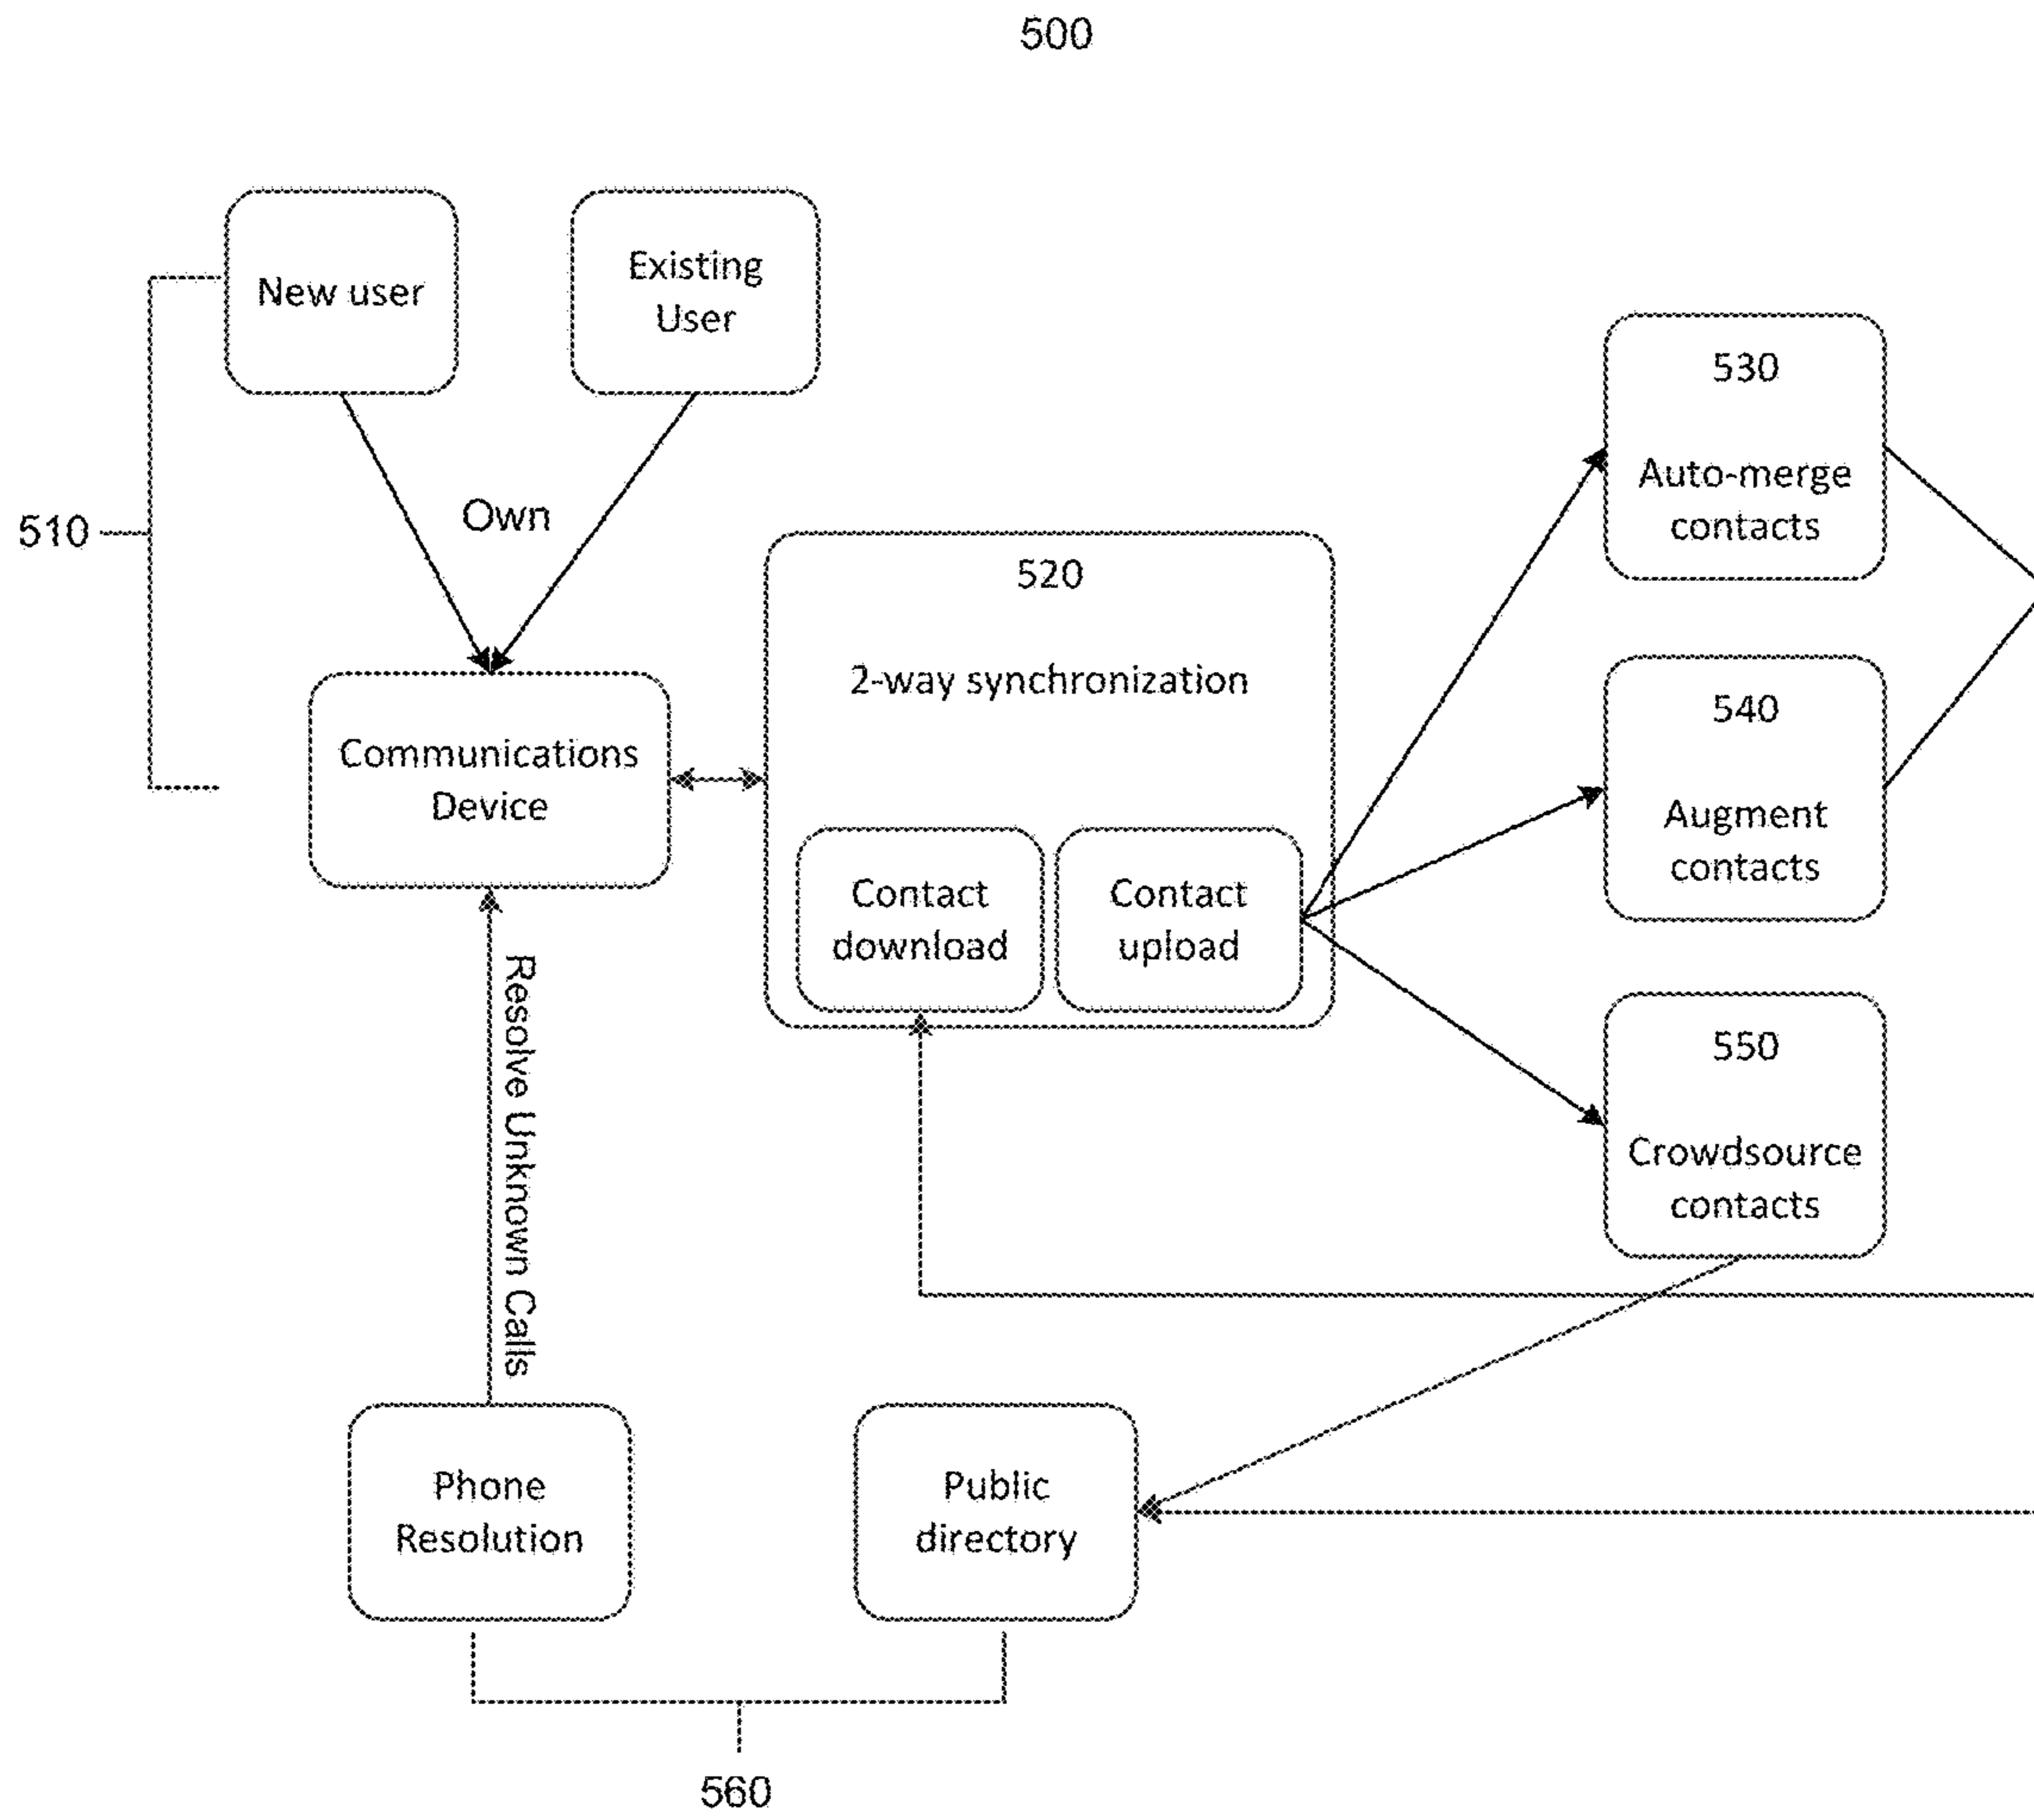 500
New user
Existing
User
510
Own
520
2-way synchronization
Communications
Device
Contact
download
Contact
upload
530
Auto-merge
contacts
540
Augment
contacts
550
Crowdsource
contacts
Resolve Unknown Calls
Phone
Resolution
Public
directory
560